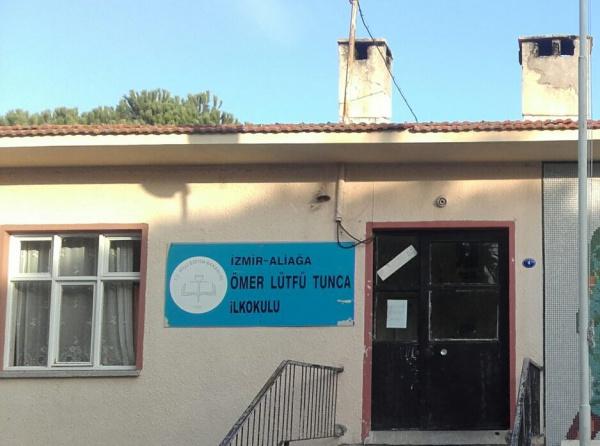 İZMİR-ALİAĞA
ÖMER LÜTFÜ TUNCA
İLKOKULU